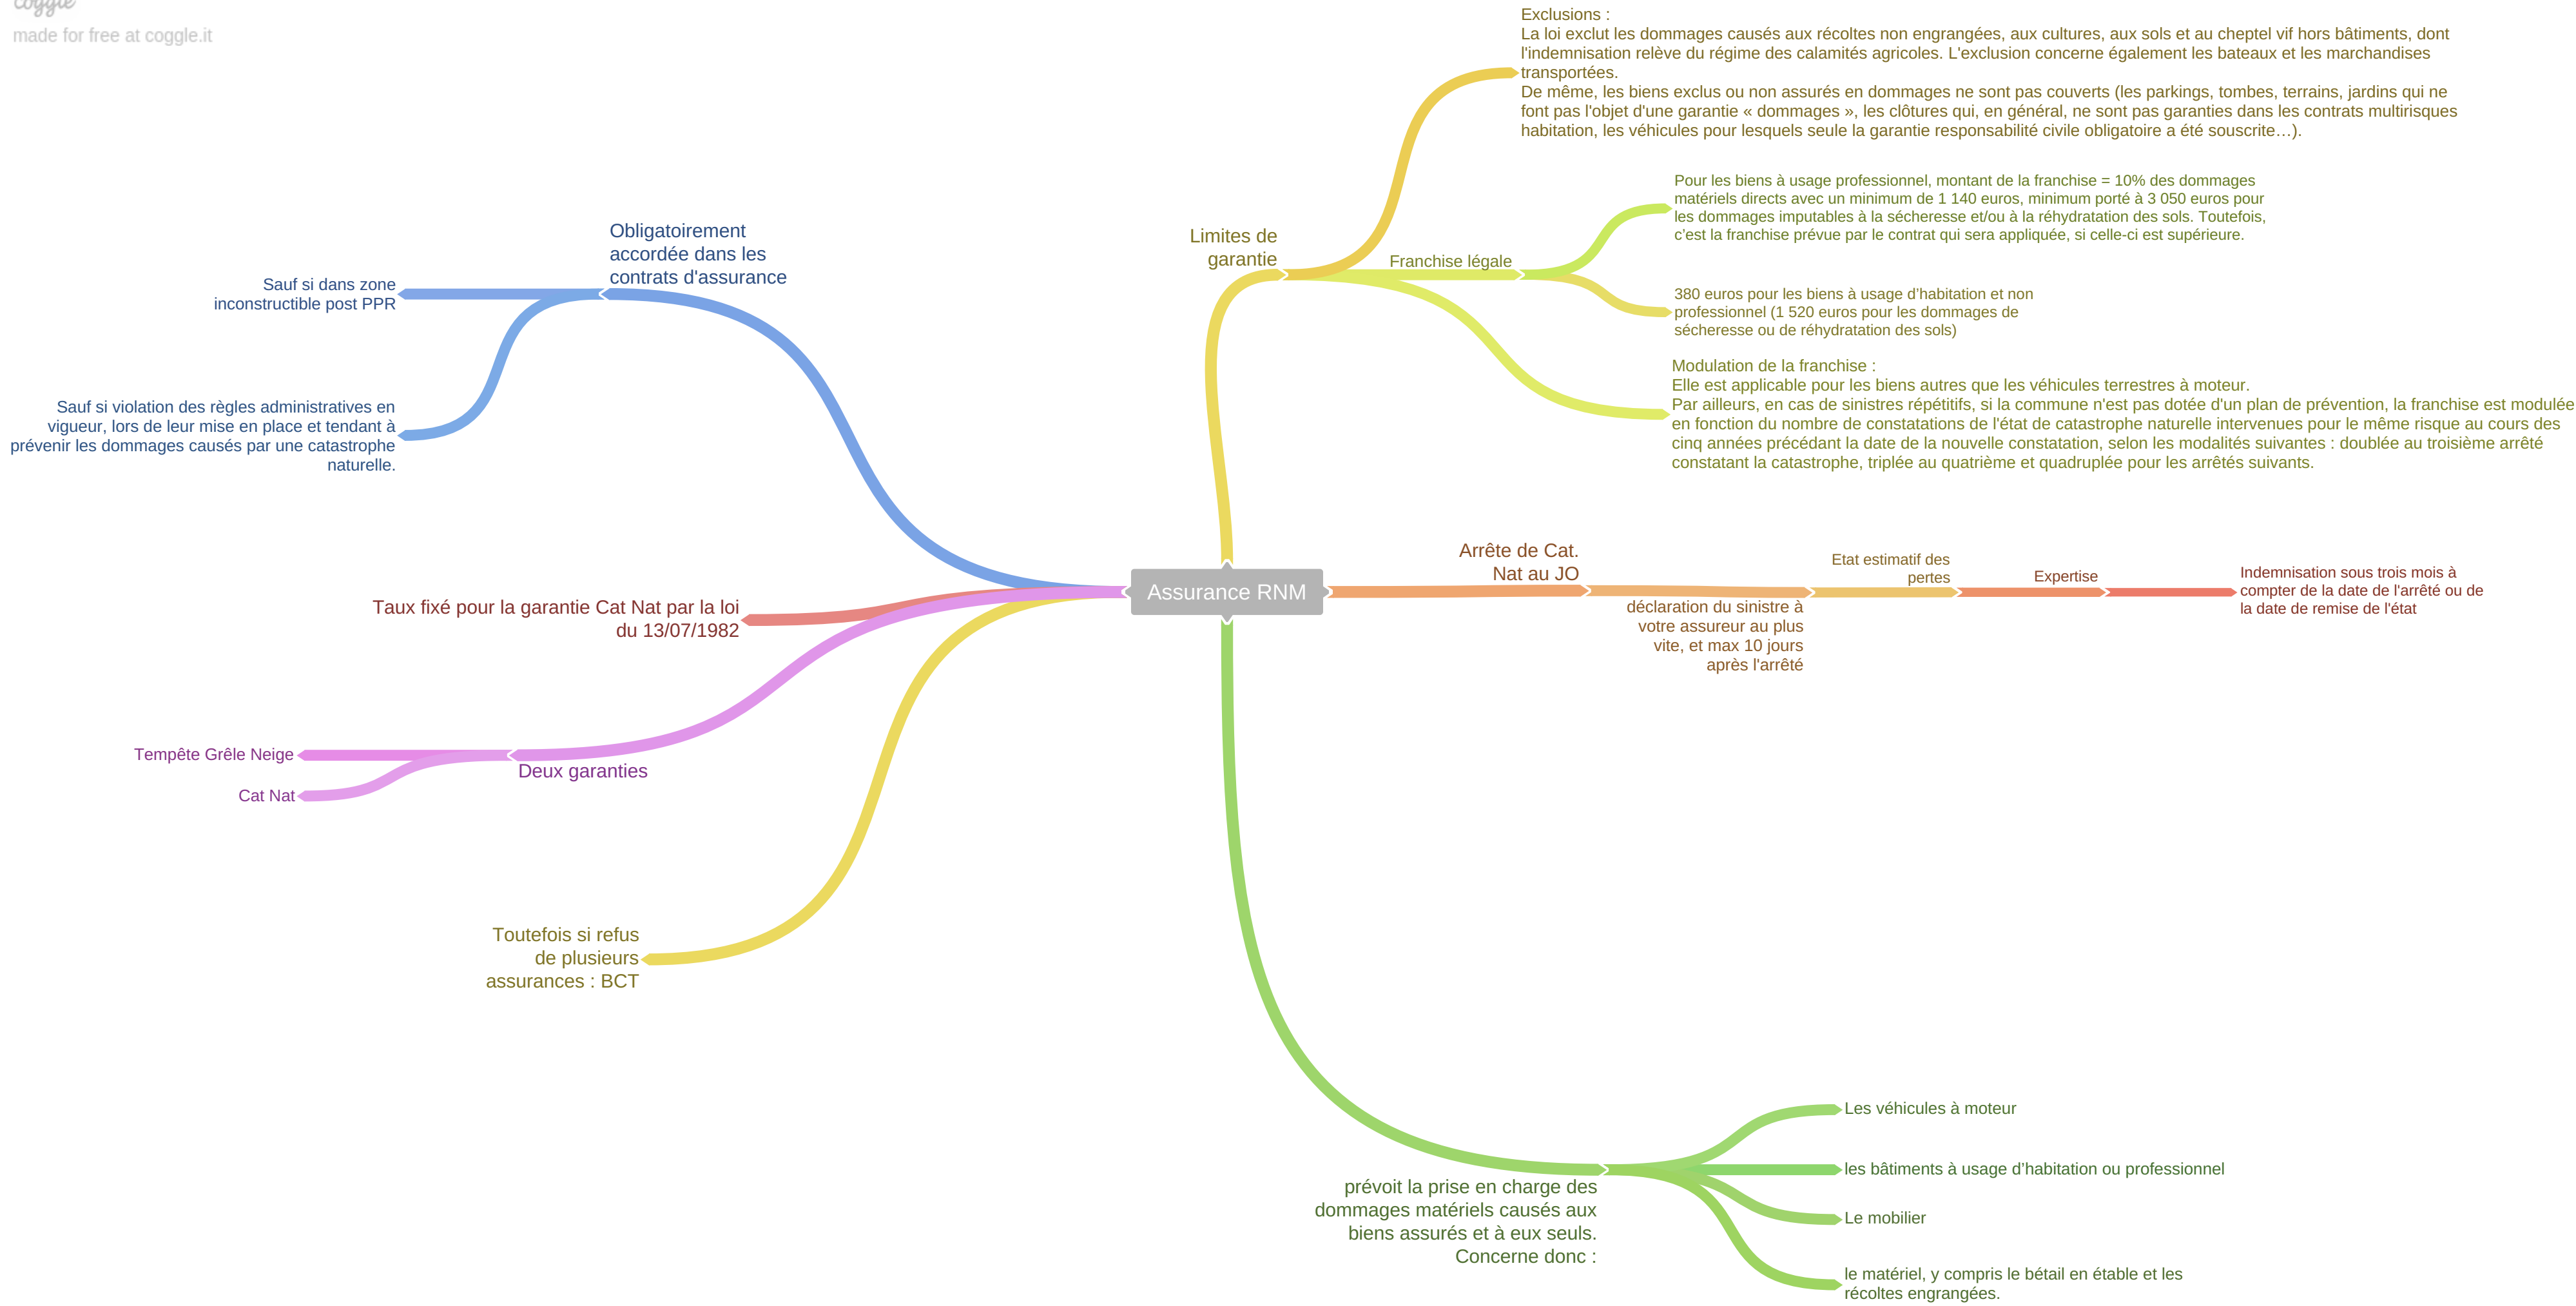 coggle
made for free at coggle.it
Exclusions :
La loi exclut les dommages causés aux récoltes non engrangées, aux cultures, aux sols et au cheptel vif hors bâtiments, dont
l'indemnisation relève du régime des calamités agricoles. L'exclusion concerne également les bateaux et les marchandises
transportées.
De même, les biens exclus ou non assurés en dommages ne sont pas couverts (les parkings, tombes, terrains, jardins qui ne
font pas l'objet d'une garantie « dommages », les clôtures qui, en général, ne sont pas garanties dans les contrats multirisques
habitation, les véhicules pour lesquels seule la garantie responsabilité civile obligatoire a été souscrite…).
Limites de
garantie
Franchise légale
Pour les biens à usage professionnel, montant de la franchise = 10% des dommages
matériels directs avec un minimum de 1 140 euros, minimum porté à 3 050 euros pour
les dommages imputables à la sécheresse et/ou à la réhydratation des sols. Toutefois,
c’est la franchise prévue par le contrat qui sera appliquée, si celle-ci est supérieure.
380 euros pour les biens à usage d’habitation et non
professionnel (1 520 euros pour les dommages de
sécheresse ou de réhydratation des sols)
Modulation de la franchise :
Elle est applicable pour les biens autres que les véhicules terrestres à moteur.
Par ailleurs, en cas de sinistres répétitifs, si la commune n'est pas dotée d'un plan de prévention, la franchise est modulée
en fonction du nombre de constatations de l'état de catastrophe naturelle intervenues pour le même risque au cours des
cinq années précédant la date de la nouvelle constatation, selon les modalités suivantes : doublée au troisième arrêté
constatant la catastrophe, triplée au quatrième et quadruplée pour les arrêtés suivants.
Obligatoirement
accordée dans les
contrats d'assurance
Sauf si dans zone
inconstructible post PPR
Sauf si violation des règles administratives en
vigueur, lors de leur mise en place et tendant à
prévenir les dommages causés par une catastrophe
naturelle.
Assurance RNM
Arrête de Cat.
Nat au JO
déclaration du sinistre à
votre assureur au plus
vite, et max 10 jours
après l'arrêté
Etat estimatif des
pertes
Expertise
Indemnisation sous trois mois à
compter de la date de l'arrêté ou de
la date de remise de l'état
Taux fixé pour la garantie Cat Nat par la loi
du 13/07/1982
Deux garanties
Tempête Grêle Neige
Cat Nat
Toutefois si refus
de plusieurs
assurances : BCT
prévoit la prise en charge des
dommages matériels causés aux
biens assurés et à eux seuls.
Concerne donc :
Les véhicules à moteur
les bâtiments à usage d’habitation ou professionnel
Le mobilier
le matériel, y compris le bétail en étable et les
récoltes engrangées.